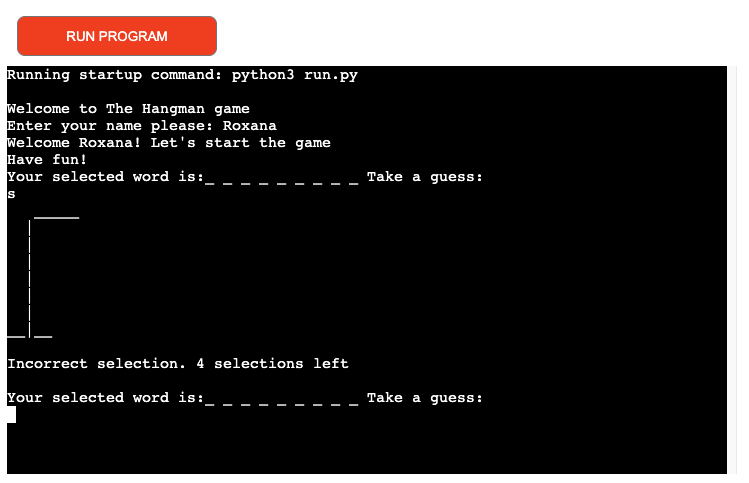 RUN PROGRAM
Running startup command: python3 run.py
Welcome to The Hangman game
Enter your name please: Roxana
Welcome Roxana! Let's start the game
Have fun!
Your selected word is:_ _ _ _ _ _ _ _ _ Take a guess:
s
Incorrect selection. 4 selections left
Your selected word is:_ _ _ _ _ _ _ _ _ Take a guess: